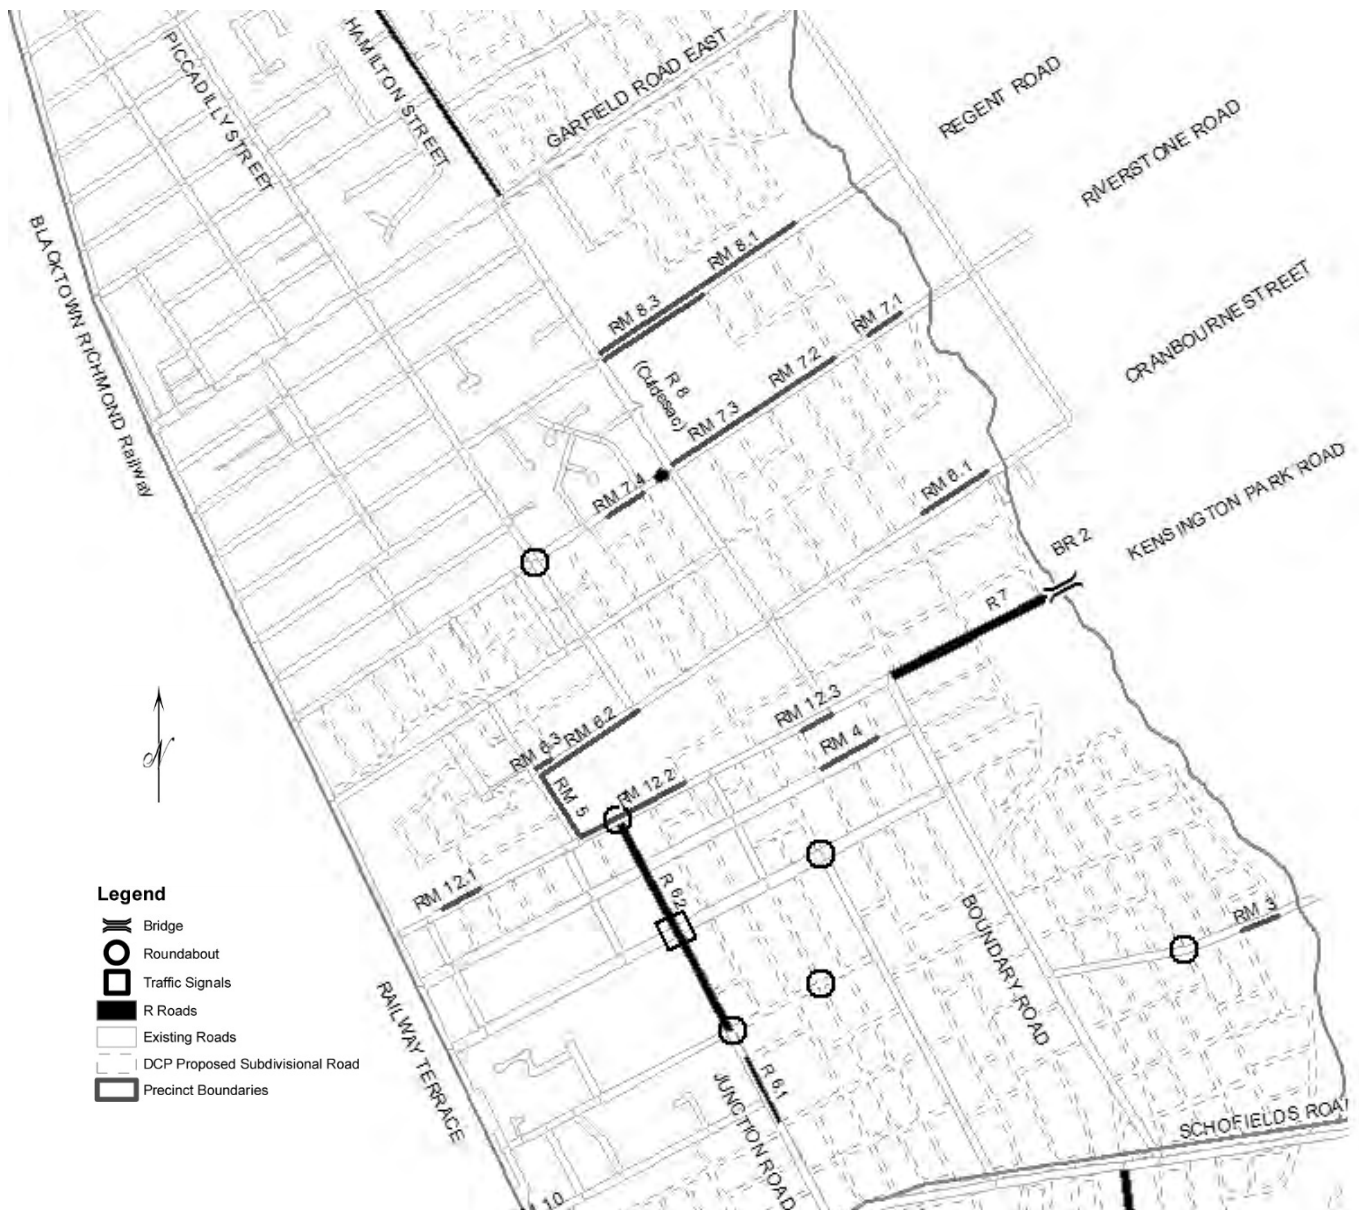 PICCADILLY STREET
HAMILTON STREET
GARFIELD ROAD EAST
REGENT ROAD
RIVERSTONE ROAD
BLACKTOWN RICHMOND Railway
RM 8.1
RM 8.3
RM 7.1
CRANBOURNE STREET
R 8
(Culdesac)
RM 7.2
RM 7.3
RM 7.4
RM 6.1
KENSINGTON PARK ROAD
BR 2
R 7
N
RM 12.3
RM 6.2
RM 6.3
RM 4
RM 5
RM 12.2
RM 12.1
R 6.2
RM 3
BOUNDARY ROAD
Legend
Bridge
Roundabout
Traffic Signals
R Roads
Existing Roads
DCP Proposed Subdivisional Road
Precinct Boundaries
RAILWAY TERRACE
R 6.1
JUNCTION ROAD
SCHOFIELDS ROA